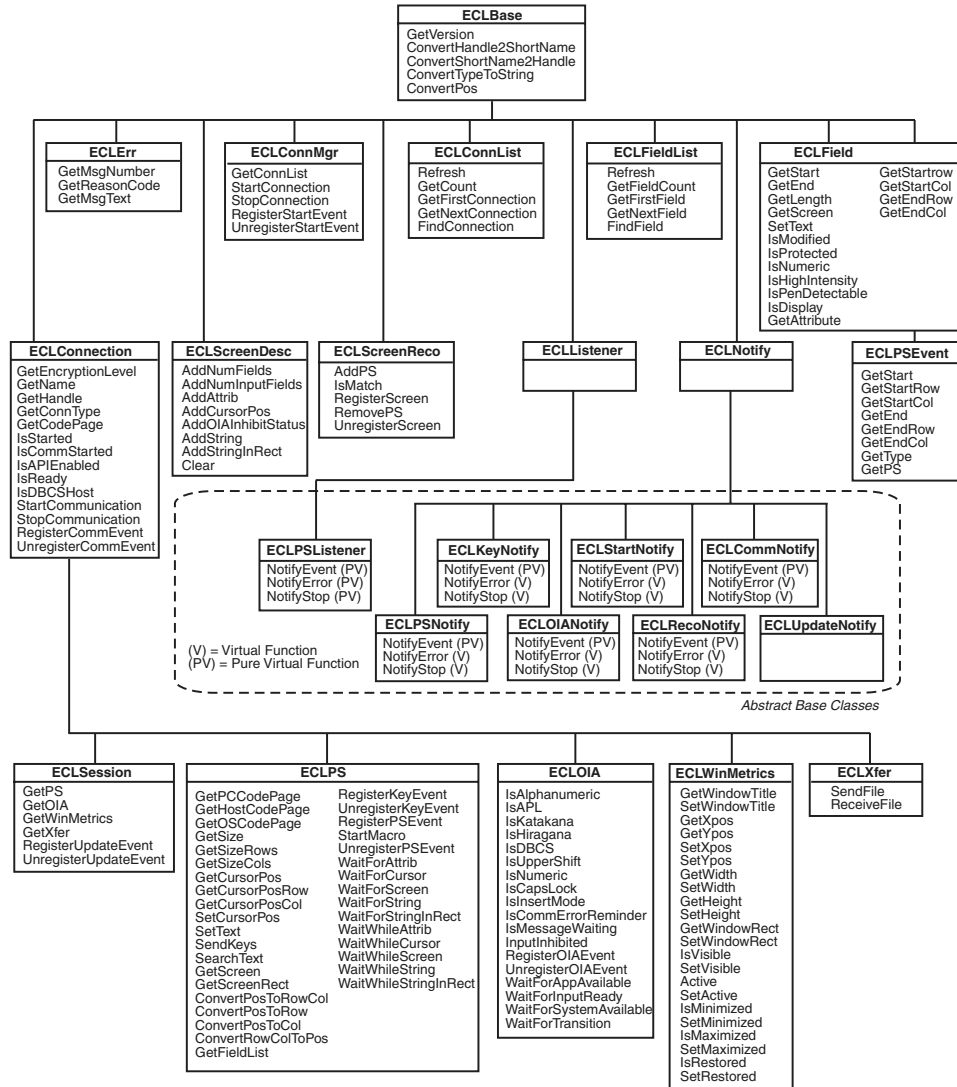 ECLBase
GetVersion
ConvertHandle2ShortName
ConvertShortName2Handle
ConvertTypeToString
ConvertPos
ECLErr
GetMsgNumber
GetReasonCode
GetMsgText
ECLConnMgr
GetConnList
StartConnection
StopConnection
RegisterStartEvent
UnregisterStartEvent
ECLConnList
Refresh
GetCount
GetFirstConnection
GetNextConnection
FindConnection
ECLFieldList
Refresh
GetFieldCount
GetFirstField
GetNextField
FindField
ECLField
GetStart
GetEnd
GetLength
GetScreen
SetText
IsModified
IsProtected
IsNumeric
IsHighIntensity
IsPenDetectable
IsDisplay
GetAttribute
GetStartrow
GetStartCol
GetEndRow
GetEndCol
ECLConnection
GetEncryptionLevel
GetName
GetHandle
GetConnType
GetCodePage
IsStarted
IsCommStarted
IsAPIEnabled
IsReady
IsDBCSHost
StartCommunication
StopCommunication
RegisterCommEvent
UnregisterCommEvent
ECLScreenDesc
AddNumFields
AddNumInputFields
AddAttrib
AddCursorPos
AddOIAInhibitStatus
AddString
AddStringInRect
Clear
ECLScreenReco
AddPS
IsMatch
RegisterScreen
RemovePS
UnregisterScreen
ECLListener
ECLNotify
ECLPSEvent
GetStart
GetStartRow
GetStartCol
GetEnd
GetEndRow
GetEndCol
GetType
GetPS
ECLPSListener
NotifyEvent (PV)
NotifyError (PV)
NotifyStop (PV)
ECLKeyNotify
NotifyEvent (PV)
NotifyError (V)
NotifyStop (V)
ECLStartNotify
NotifyEvent (PV)
NotifyError (V)
NotifyStop (V)
ECLCommNotify
NotifyEvent (PV)
NotifyError (V)
NotifyStop (V)
ECLPSNotify
NotifyEvent (PV)
NotifyError (V)
NotifyStop (V)
ECLOIANotify
NotifyEvent (PV)
NotifyError (V)
NotifyStop (V)
ECLRecoNotify
NotifyEvent (PV)
NotifyError (V)
NotifyStop (V)
ECLUpdateNotify
(V) = Virtual Function
(PV) = Pure Virtual Function
Abstract Base Classes
ECLSession
GetPS
GetOIA
GetWinMetrics
GetXfer
RegisterUpdateEvent
UnregisterUpdateEvent
ECLPS
GetPCCodePage
GetHostCodePage
GetOSCodePage
GetSize
GetSizeRows
GetSizeCols
GetCursorPos
GetCursorPosRow
GetCursorPosCol
SetCursorPos
SetText
SendKeys
SearchText
GetScreen
GetScreenRect
ConvertPosToRowCol
ConvertPosToRow
ConvertPosToCol
ConvertRowColToPos
GetFieldList
RegisterKeyEvent
UnregisterKeyEvent
RegisterPSEvent
StartMacro
UnregisterPSEvent
WaitForAttrib
WaitForCursor
WaitForScreen
WaitForString
WaitForStringInRect
WaitWhileAttrib
WaitWhileCursor
WaitWhileScreen
WaitWhileString
WaitWhileStringInRect
ECLOIA
IsAlphanumeric
IsAPL
IsKatakana
IsHiragana
IsDBCS
IsUpperShift
IsNumeric
IsCapsLock
IsInsertMode
IsCommErrorReminder
IsMessageWaiting
InputInhibited
RegisterOIAEvent
UnregisterOIAEvent
WaitForAppAvailable
WaitForInputReady
WaitForSystemAvailable
WaitForTransition
ECLWinMetrics
GetWindowTitle
SetWindowTitle
GetXpos
GetYpos
SetXpos
SetYpos
GetWidth
SetWidth
GetHeight
SetHeight
GetWindowRect
SetWindowRect
IsVisible
SetVisible
Active
SetActive
IsMinimized
SetMinimized
IsMaximized
SetMaximized
IsRestored
SetRestored
ECLXfer
SendFile
ReceiveFile